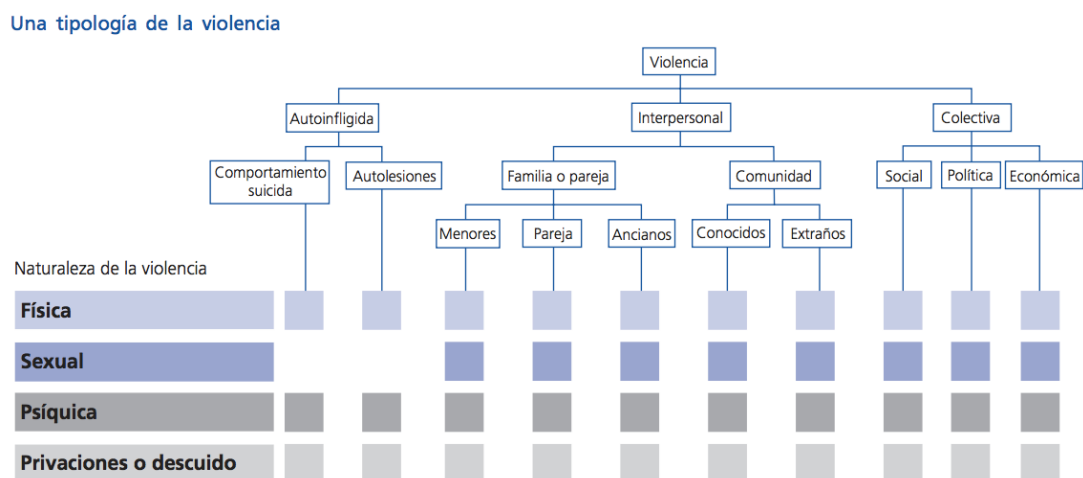 Una tipología de la violencia
Violencia
Autoinfligida
Interpersonal
Colectiva
Comportamiento
suicida
Autolesiones
Familia o pareja
Comunidad
Social
Política
Económica
Menores
Pareja
Ancianos
Conocidos
Extraños
Naturaleza de la violencia
Física
Sexual
Psíquica
Privaciones o descuido